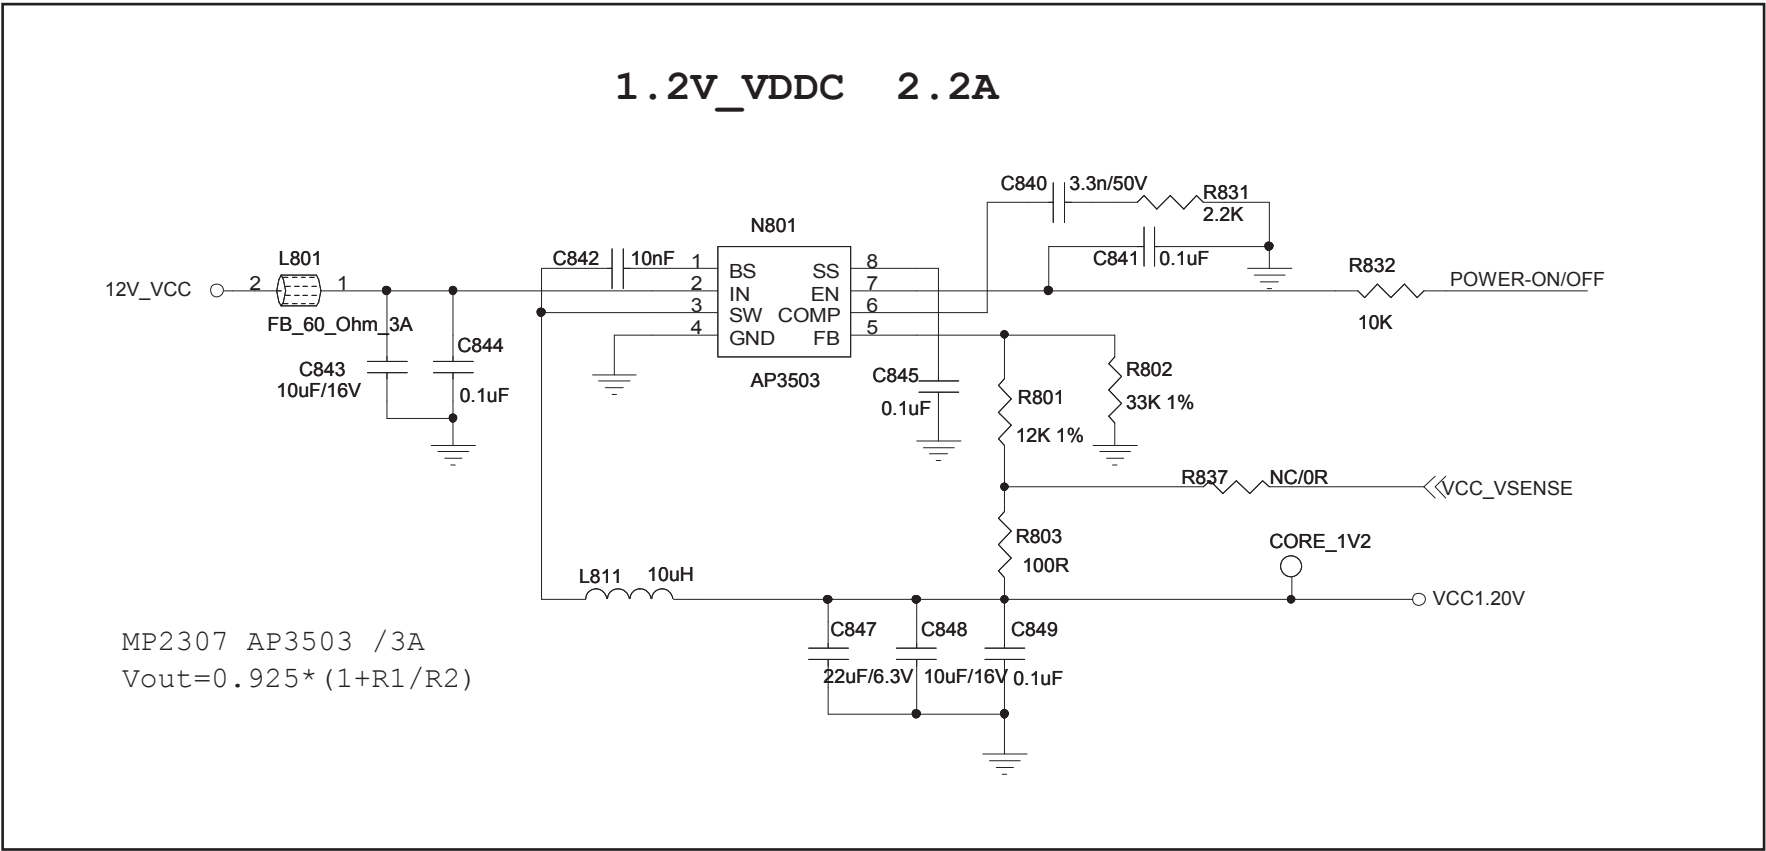 1.2V_VDDC 2.2A
C840
3.3n/50V
R831
2.2K
N801
C842
10nF
C841
0.1uF
L801
R832
POWER-ON/OFF
12V_VCC
2
1
FB_60_Ohm_3A
10K
1
BS
SS
8
2
IN
EN
7
3
SW
COMP
6
4
GND
FB
5
AP3503
C843
10uF/16V
C844
0.1uF
C845
0.1uF
R801
12K 1%
R802
33K 1%
R837
NC/0R
VCC_VSENSE
R803
100R
CORE_1V2
L811
10uH
VCC1.20V
C847
22uF/6.3V
C848
10uF/16V
C849
0.1uF
MP2307 AP3503 /3A
Vout=0.925*(1+R1/R2)